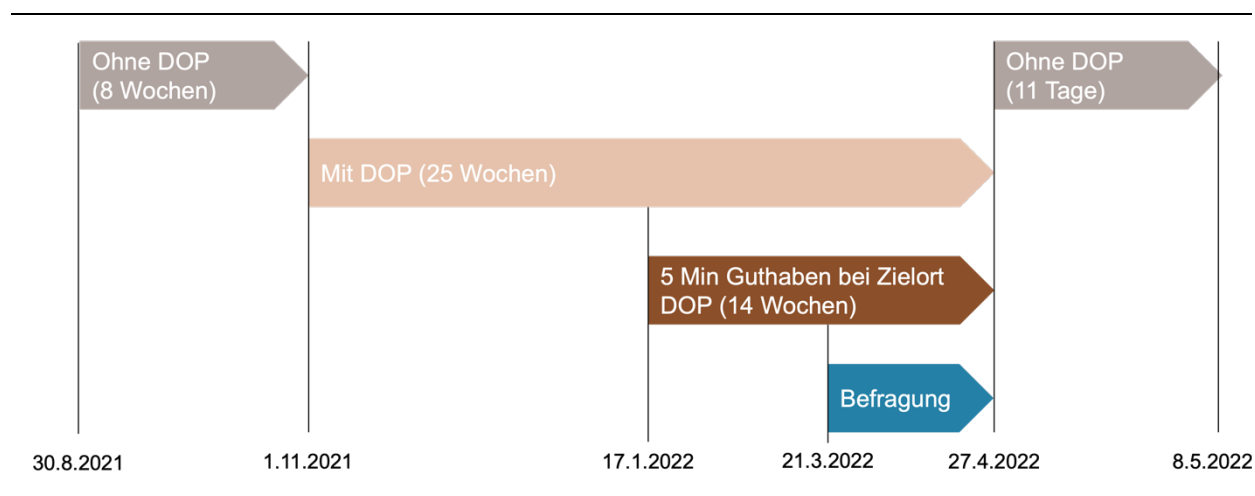 Ohne DOP
(8 Wochen)
Ohne DOP
(11 Tage)
Mit DOP (25 Wochen)
5 Min Guthaben bei Zielort
DOP (14 Wochen)
Befragung
30.8.2021
1.11.2021
17.1.2022
21.3.2022
27.4.2022
8.5.2022